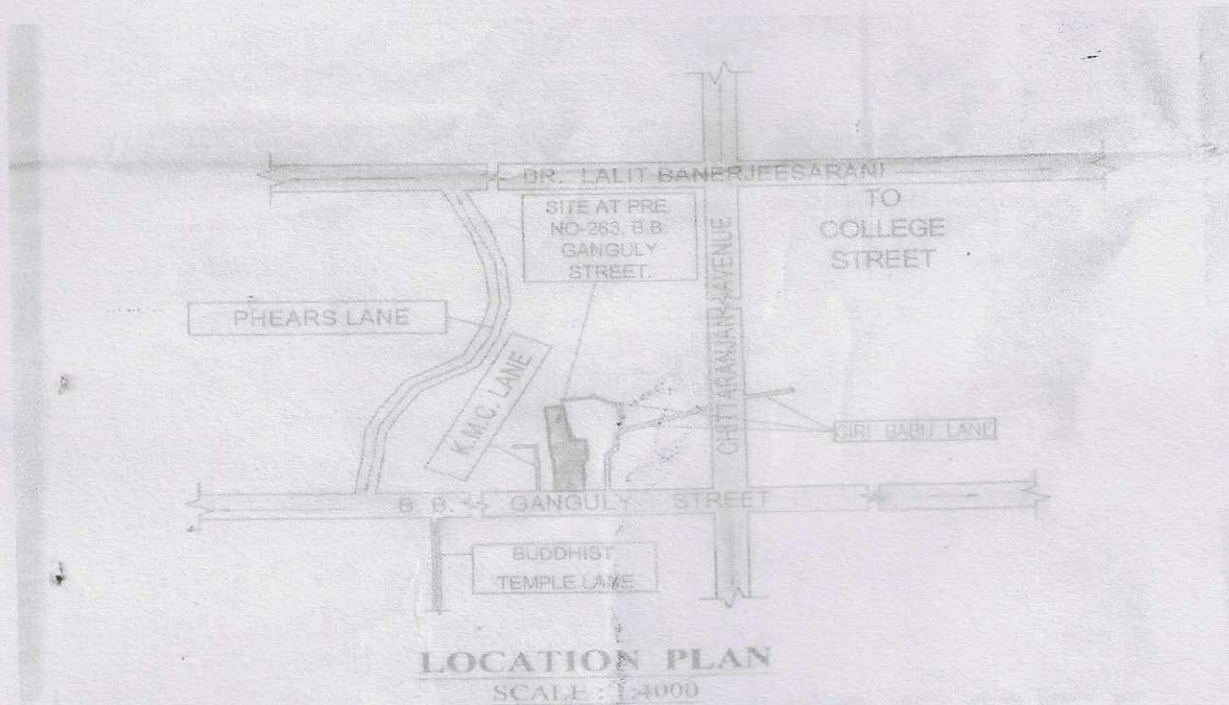 DR. LALIT BANERJEESARANI
SITE AT PRE.
NO-263, B.B.
GANGULY
STREET.
TO
COLLEGE
STREET
PHEARS LANE
K.M.C. LANE
CHITTARANJAN AVENUE
GIRI BABU LANE
B. B. GANGULY STREET
BUDDHIST
TEMPLE LANE
LOCATION PLAN
SCALE : 1:4000